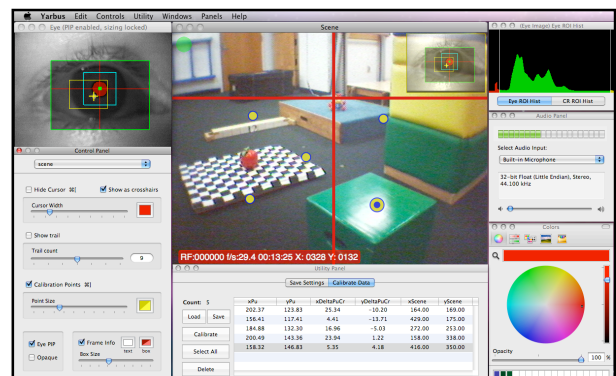 Yarbus Edit Controls Utility Windows Panels Help
Eye (PIP enabled, sizing locked)
Scene
(Eye Image) Eye ROI Hist
Eye ROI Hist CR ROI Hist
Audio Panel
Select Audio Input:
Built-in Microphone
32-bit Float (Little Endian), Stereo,
44.100 kHz
Control Panel
scene
Hide Cursor ⌘J Show as crosshairs
Cursor Width
Show trail
Trail count
9
Calibration Points
Point Size
Eye PIP
Opaque
Frame Info
text box
Box Size
RF:000000 f/s:29.4 00:13:25 X: 0328 Y: 0132
Utility Panel
Save Settings Calibrate Data
Count: 5
Load Save
Calibrate
Select All
Delete
xPu yPu xDeltaPuCr yDeltaPuCr xScene yScene
202.37 123.83 25.34 -10.20 164.00 169.00
156.41 117.41 4.41 -13.71 429.00 175.00
184.88 132.30 16.96 -5.03 272.00 253.00
200.49 143.36 23.94 1.22 158.00 338.00
158.32 146.83 5.35 4.18 416.00 350.00
Colors
Opacity
100 %